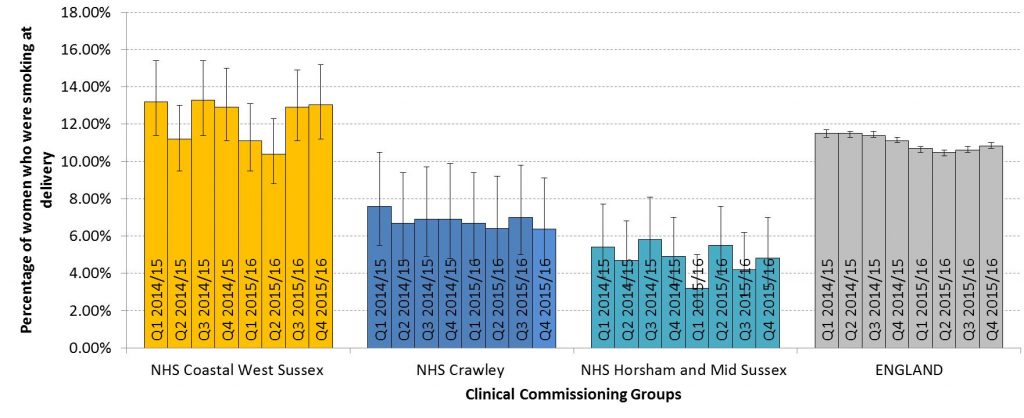 18.00%
16.00%
14.00%
12.00%
10.00%
8.00%
6.00%
4.00%
2.00%
0.00%
Percentage of women who were smoking at
delivery
Q1 2014/15
Q2 2014/15
Q3 2014/15
Q4 2014/15
Q1 2015/16
Q2 2015/16
Q3 2015/16
Q4 2015/16
Q1 2014/15
Q2 2014/15
Q3 2014/15
Q4 2014/15
Q1 2015/16
Q2 2015/16
Q3 2015/16
Q4 2015/16
Q1 2014/15
Q2 2014/15
Q3 2014/15
Q4 2014/15
Q1 2015/16
Q2 2015/16
Q3 2015/16
Q4 2015/16
Q1 2014/15
Q2 2014/15
Q3 2014/15
Q4 2014/15
Q1 2015/16
Q2 2015/16
Q3 2015/16
Q4 2015/16
NHS Coastal West Sussex
NHS Crawley
NHS Horsham and Mid Sussex
ENGLAND
Clinical Commissioning Groups